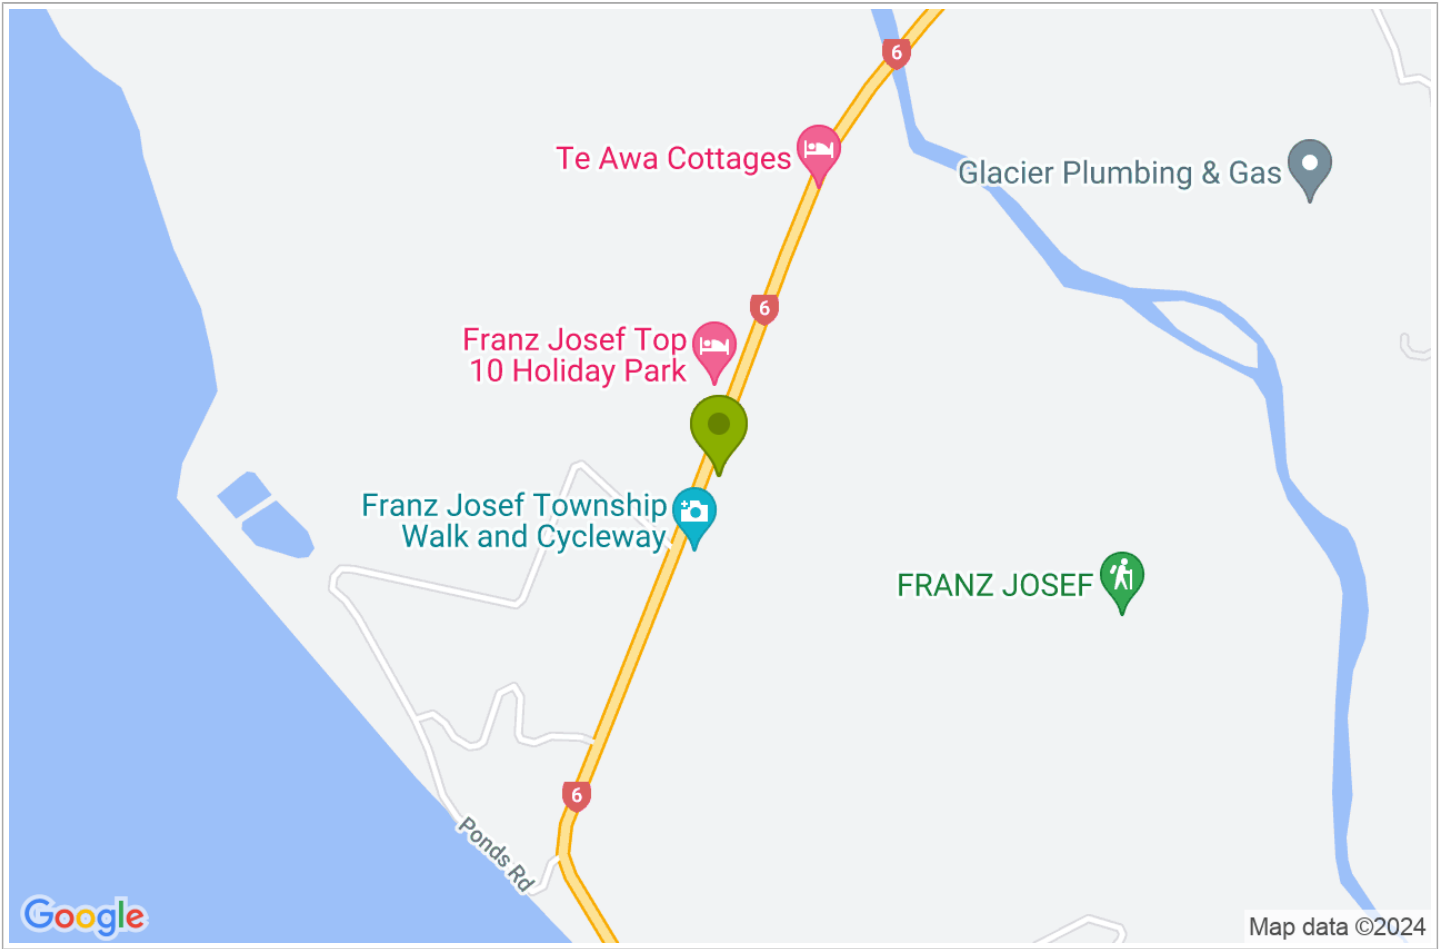 6
Te Awa Cottages
Glacier Plumbing & Gas
6
Franz Josef Top
10 Holiday Park
Franz Josef Township
Walk and Cycleway
FRANZ JOSEF
6
Ponds Rd
Google
Map data ©2024